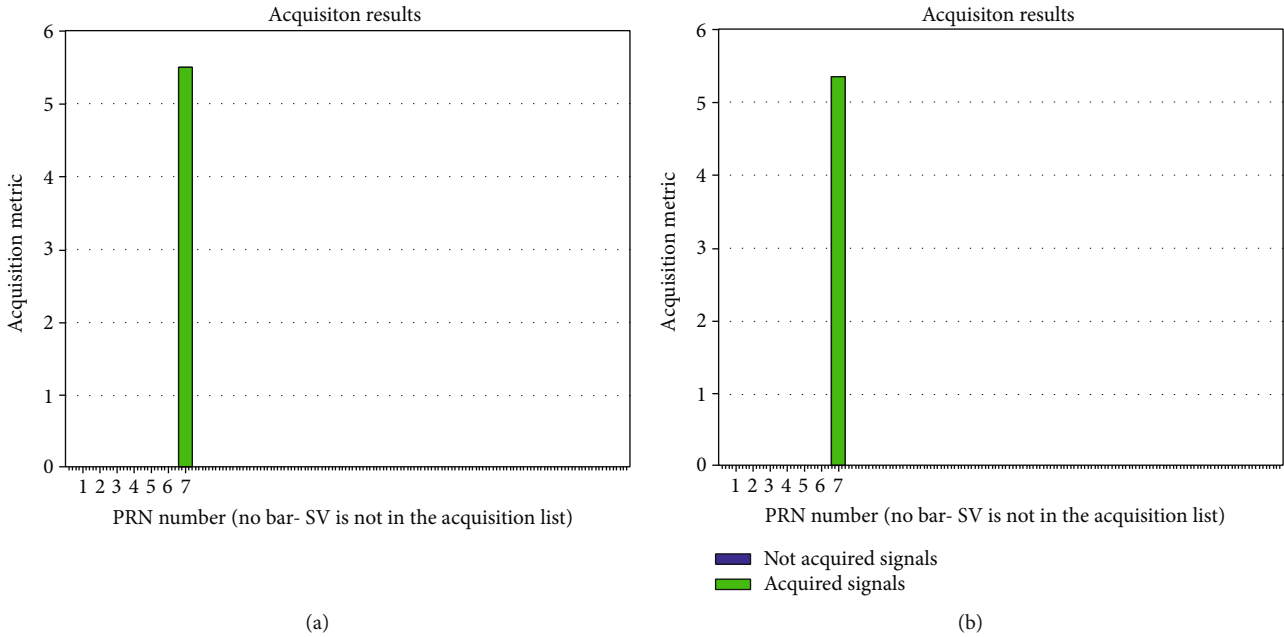 Acquisiton results
6
5
4
3
2
1
0
Acquisition metric
1 2 3 4 5 6 7
PRN number (no bar- SV is not in the acquisition list)
(a)
Acquisiton results
6
5
4
3
2
1
0
Acquisition metric
1 2 3 4 5 6 7
PRN number (no bar- SV is not in the acquisition list)
Not acquired signals
Acquired signals
(b)